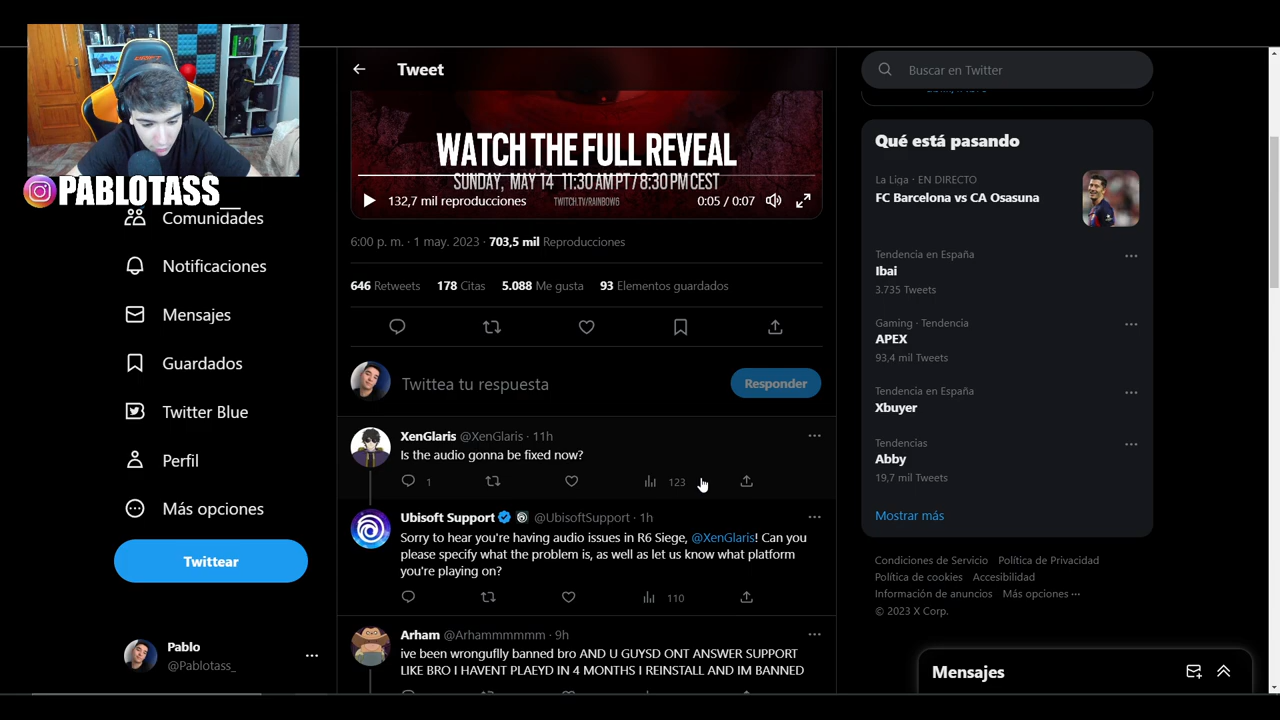 PABLOTASS_
Comunidades
Notificaciones
Mensajes
Guardados
Twitter Blue
Perfil
Más opciones
Twittear
Pablo
@Pablotass_
Tweet
WATCH THE FULL REVEAL
SUNDAY, MAY 14 11:30 AM PT / 8:30 PM CEST
TWITCH.TV/RAINBOW6
132,7 mil reproducciones
0:05 / 0:07
6:00 p. m. · 1 may. 2023 · 703,5 mil Reproducciones
646 Retweets 178 Citas 5.088 Me gusta 93 Elementos guardados
Twittea tu respuesta
Responder
XenGlaris @XenGlaris · 11h
Is the audio gonna be fixed now?
1 123
Ubisoft Support @UbisoftSupport · 1h
Sorry to hear you're having audio issues in R6 Siege, @XenGlaris! Can you
please specify what the problem is, as well as let us know what platform
you're playing on?
110
Arham @Arhammmmmm · 9h
ive been wronguflly banned bro AND U GUYSD ONT ANSWER SUPPORT
LIKE BRO I HAVENT PLAEYD IN 4 MONTHS I REINSTALL AND IM BANNED
Buscar en Twitter
Qué está pasando
La Liga · EN DIRECTO
FC Barcelona vs CA Osasuna
Tendencia en España
Ibai
3.735 Tweets
Gaming · Tendencia
APEX
93,4 mil Tweets
Tendencia en España
Xbuyer
Tendencias
Abby
19,7 mil Tweets
Mostrar más
Condiciones de Servicio Política de Privacidad
Política de cookies Accesibilidad
Información de anuncios Más opciones ···
© 2023 X Corp.
Mensajes